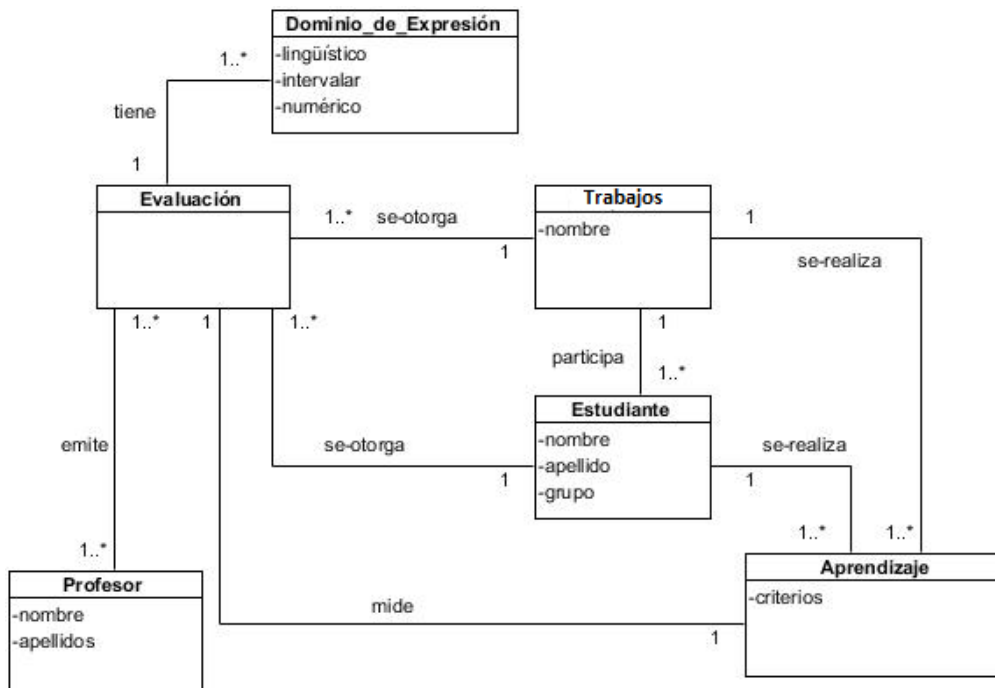 Dominio_de_Expresión
-lingüístico
-intervalar
-numérico
1..*
tiene
1
Evaluación
1..* se-otorga 1
Trabajos
-nombre
1
se-realiza
1..*
1
1..*
1
participa
1..*
Estudiante
-nombre
-apellido
-grupo
emite
se-otorga
1
se-realiza
1
1..*
1..*
1..*
Profesor
-nombre
-apellidos
mide
1
Aprendizaje
-criterios